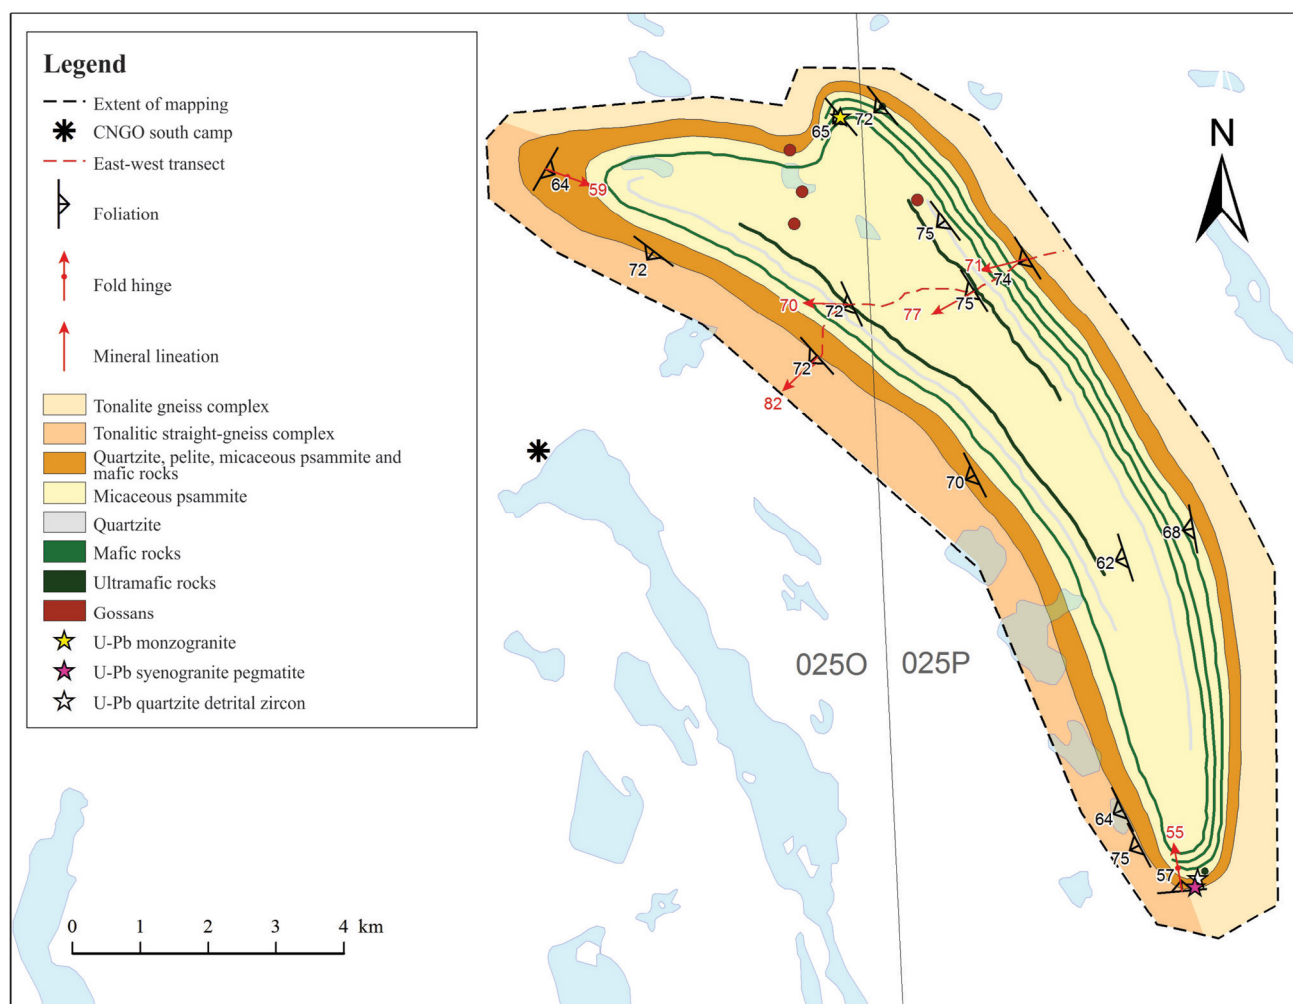 Legend
Extent of mapping
CNGO south camp
East-west transect
Foliation
Fold hinge
Mineral lineation
Tonalite gneiss complex
Tonalitic straight-gneiss complex
Quartzite, pelite, micaceous psammite and
mafic rocks
Micaceous psammite
Quartzite
Mafic rocks
Ultramafic rocks
Gossans
U-Pb monzogranite
U-Pb syenogranite pegmatite
U-Pb quartzite detrital zircon
N
65 72
64 59
75
72
71 74
75
70 72 77
72
82
70
68
62
025O 025P
64
55
75
57
0 1 2 3 4 km